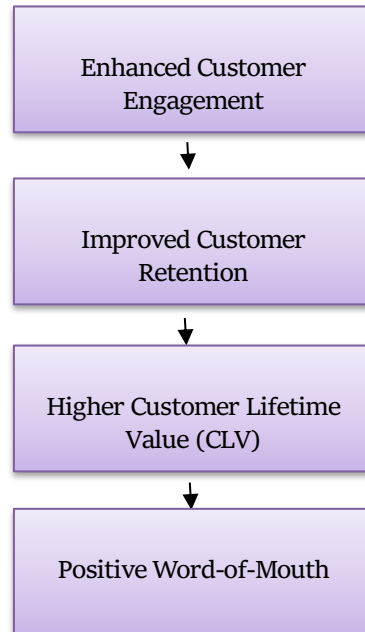 Enhanced Customer
Engagement
Improved Customer
Retention
Higher Customer Lifetime
Value (CLV)
Positive Word-of-Mouth